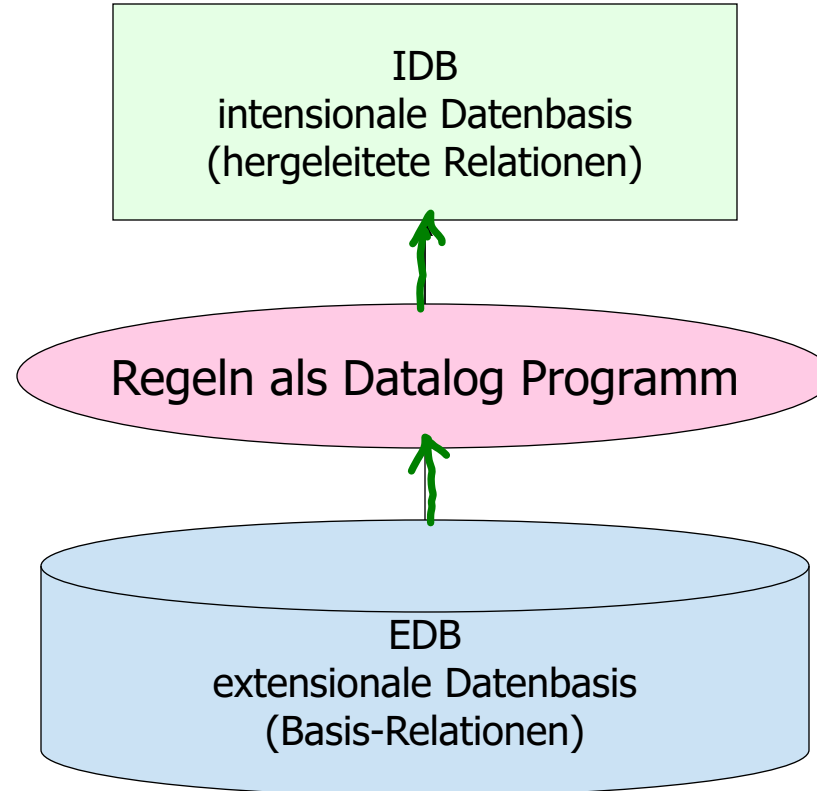 IDB
intensionale Datenbasis
(hergeleitete Relationen)
Regeln als Datalog Programm
EDB
extensionale Datenbasis
(Basis-Relationen)